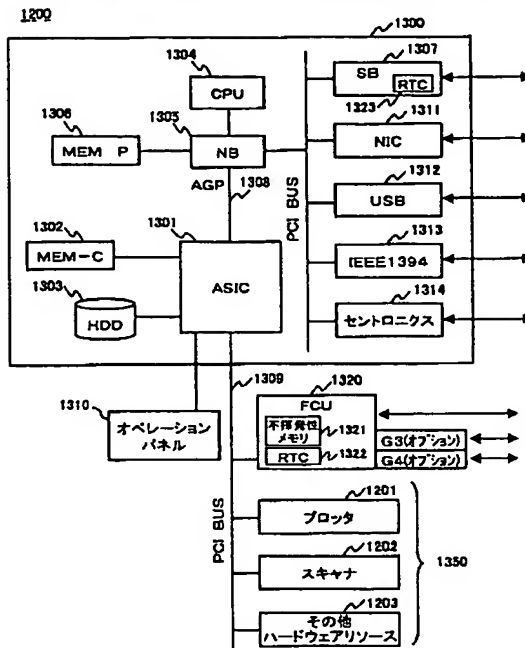 1200
1300
1304
CPU
1307
SB
RTC
1323
1306
MEM P
1305
NB
1311
NIC
AGP
1308
PCI BUS
1312
USB
1302
MEM-C
1301
ASIC
1313
IEEE1394
1303
HDD
1314
セントロニクス
1309
1310
オペレーション
パネル
1320
FCU
不揮発性
メモリ
1321
RTC
1322
G3(オプション)
G4(オプション)
PCI BUS
1201
プロッタ
1202
スキャナ
1350
1203
その他
ハードウェアリソース